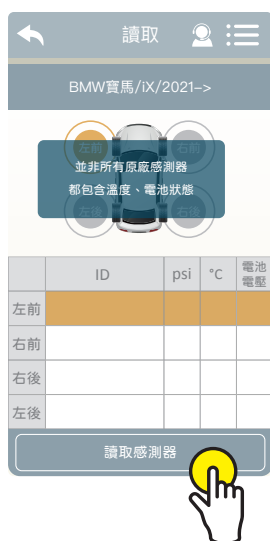 讀取
BMW寶馬/iX/2021–>
左前 右前
並非所有原廠感測器
都包含溫度、電池狀態
左後 右後
ID psi °C 電池電壓
左前
右前
右後
左後
讀取感測器